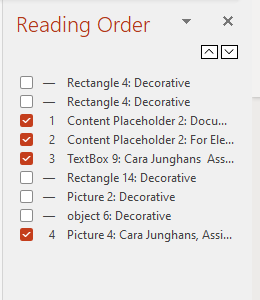 Reading Order
— Rectangle 4: Decorative
— Rectangle 4: Decorative
1 Content Placeholder 2: Docu...
2 Content Placeholder 2: For Ele...
3 TextBox 9: Cara Junghans Ass...
— Rectangle 14: Decorative
— Picture 2: Decorative
— object 6: Decorative
4 Picture 4: Cara Junghans, Assi...